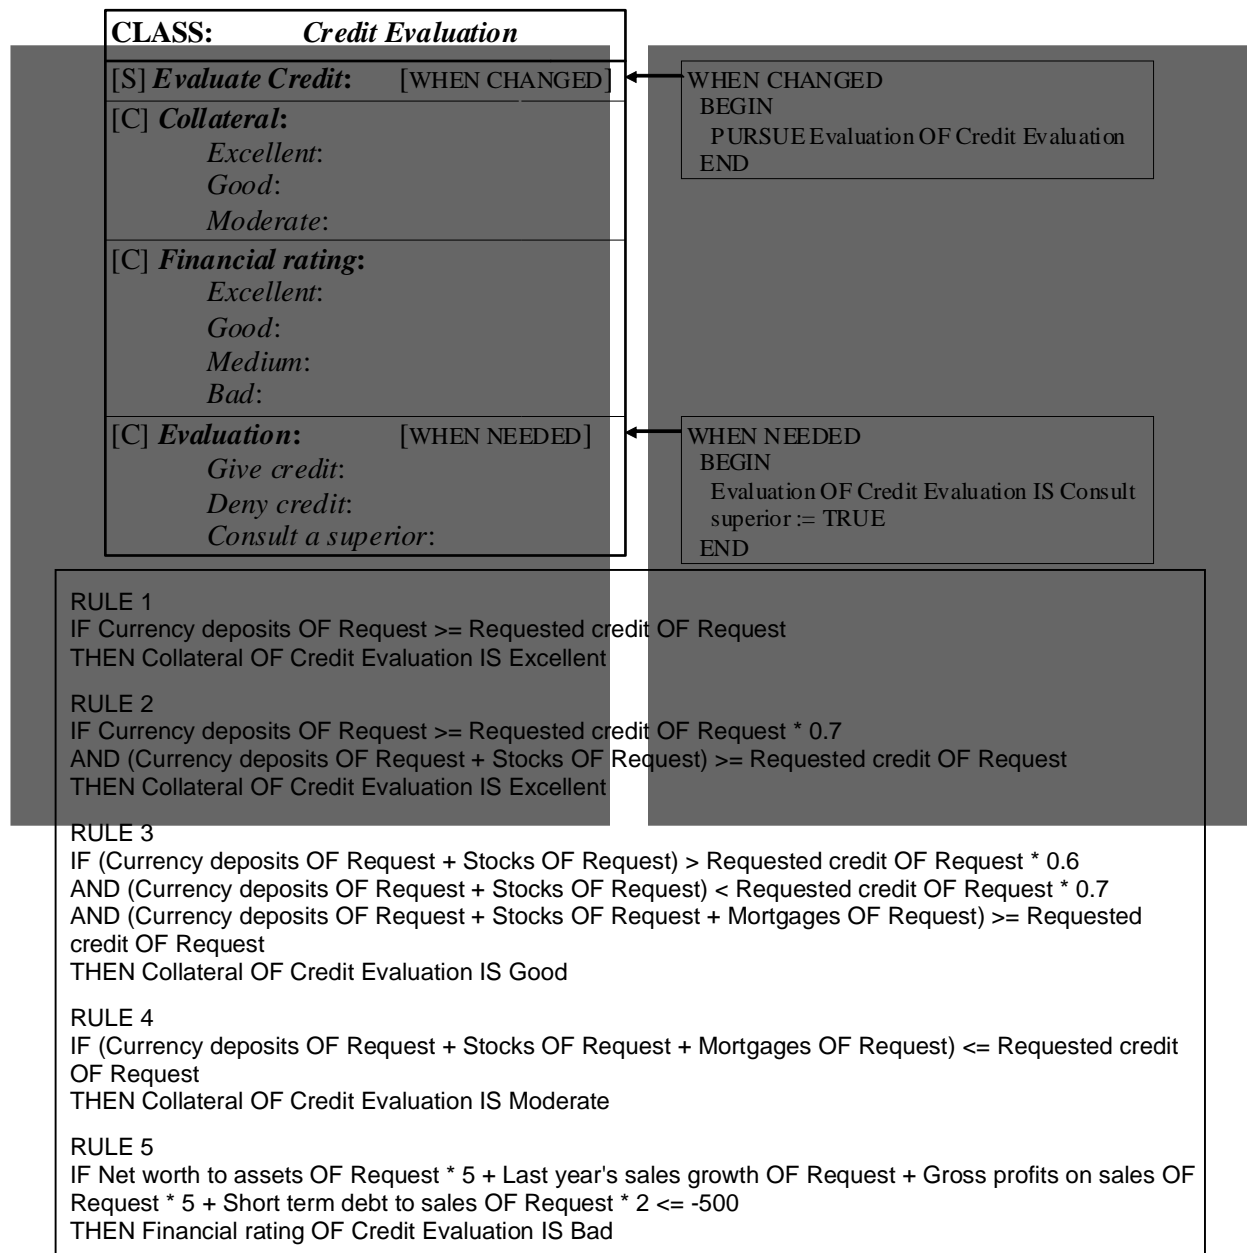 CLASS: Credit Evaluation
[S] Evaluate Credit: [WHEN CHANGED]
WHEN CHANGED
BEGIN
PURSUE Evaluation OF Credit Evaluation
END
[C] Collateral:
Excellent:
Good:
Moderate:
[C] Financial rating:
Excellent:
Good:
Medium:
Bad:
[C] Evaluation: [WHEN NEEDED]
Give credit:
Deny credit:
Consult a superior:
WHEN NEEDED
BEGIN
Evaluation OF Credit Evaluation IS Consult
superior := TRUE
END
RULE 1
IF Currency deposits OF Request >= Requested credit OF Request
THEN Collateral OF Credit Evaluation IS Excellent
RULE 2
IF Currency deposits OF Request >= Requested credit OF Request * 0.7
AND (Currency deposits OF Request + Stocks OF Request) >= Requested credit OF Request
THEN Collateral OF Credit Evaluation IS Excellent
RULE 3
IF (Currency deposits OF Request + Stocks OF Request) > Requested credit OF Request * 0.6
AND (Currency deposits OF Request + Stocks OF Request) < Requested credit OF Request * 0.7
AND (Currency deposits OF Request + Stocks OF Request + Mortgages OF Request) >= Requested
credit OF Request
THEN Collateral OF Credit Evaluation IS Good
RULE 4
IF (Currency deposits OF Request + Stocks OF Request + Mortgages OF Request) <= Requested credit
OF Request
THEN Collateral OF Credit Evaluation IS Moderate
RULE 5
IF Net worth to assets OF Request * 5 + Last year's sales growth OF Request + Gross profits on sales OF
Request * 5 + Short term debt to sales OF Request * 2 <= -500
THEN Financial rating OF Credit Evaluation IS Bad